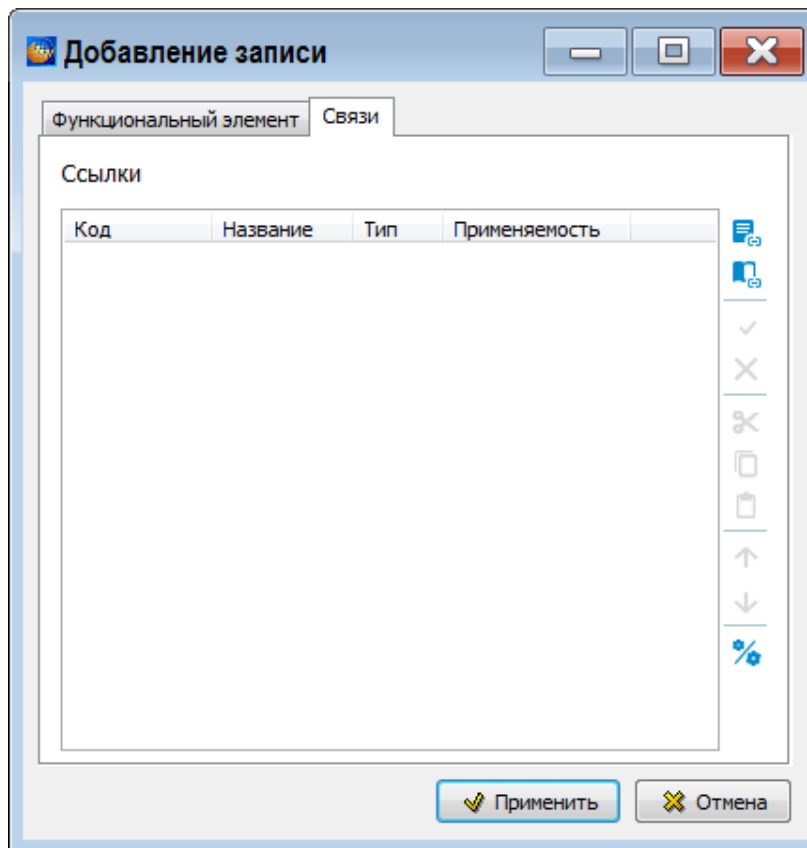 Добавление записи
Функциональный элемент Связи
Ссылки
Код Название Тип Применяемость
Применить Отмена